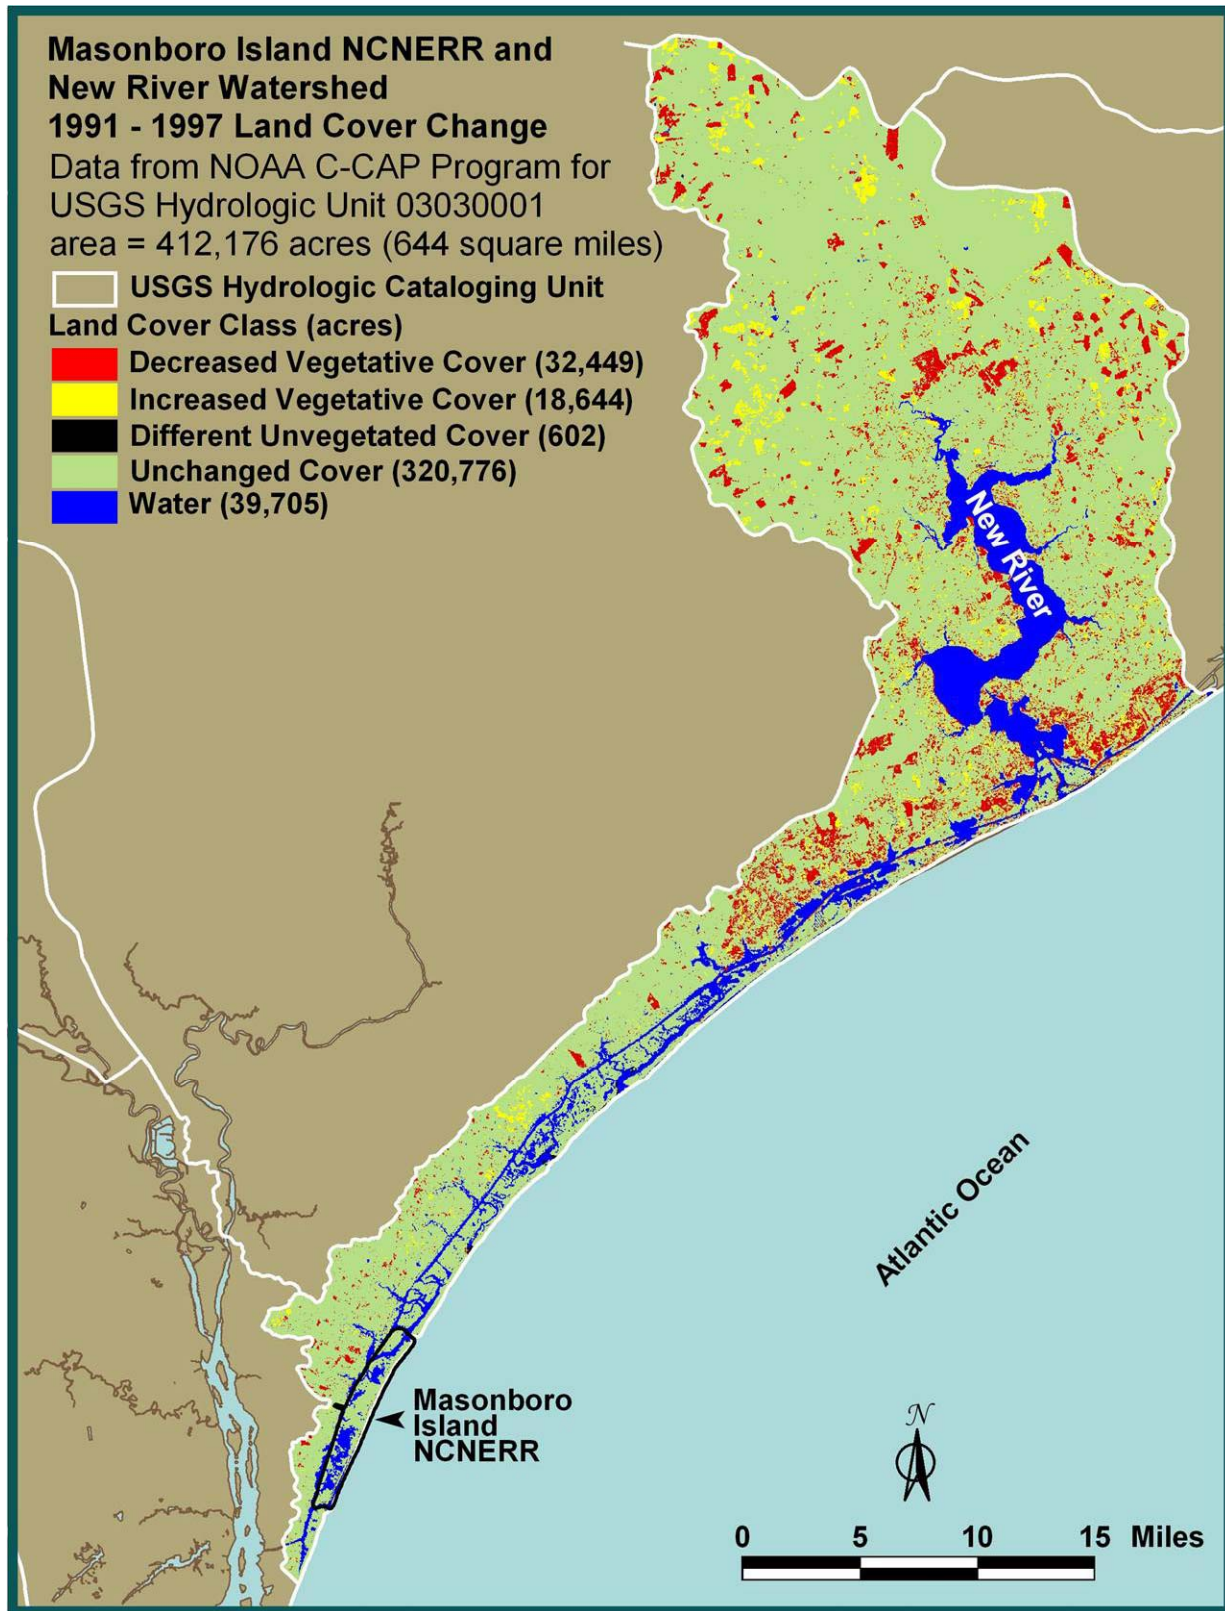 Masonboro Island NCNERR and
New River Watershed
1991 - 1997 Land Cover Change
Data from NOAA C-CAP Program for
USGS Hydrologic Unit 03030001
area = 412,176 acres (644 square miles)
USGS Hydrologic Cataloging Unit
Land Cover Class (acres)
Decreased Vegetative Cover (32,449)
Increased Vegetative Cover (18,644)
Different Unvegetated Cover (602)
Unchanged Cover (320,776)
Water (39,705)
New River
Atlantic Ocean
Masonboro
Island
NCNERR
N
0 5 10 15 Miles